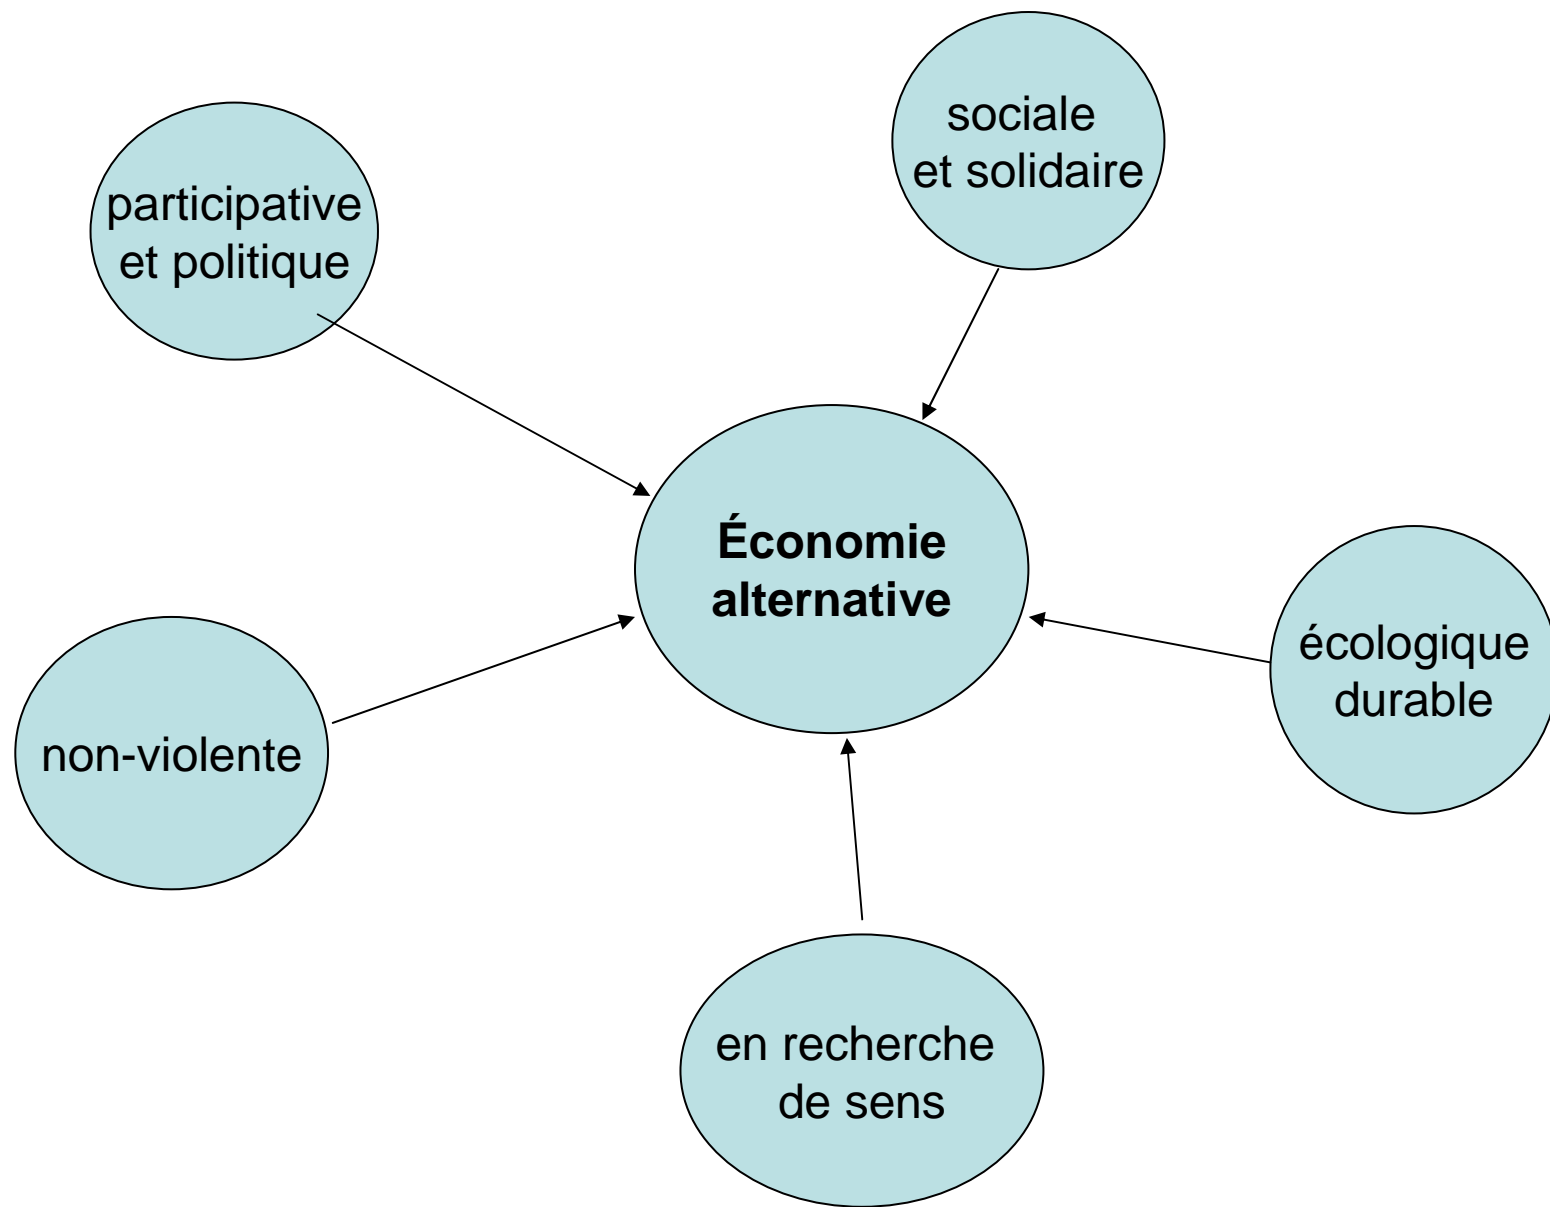 sociale
et solidaire
participative
et politique
Économie
alternative
écologique
durable
non-violente
en recherche
de sens